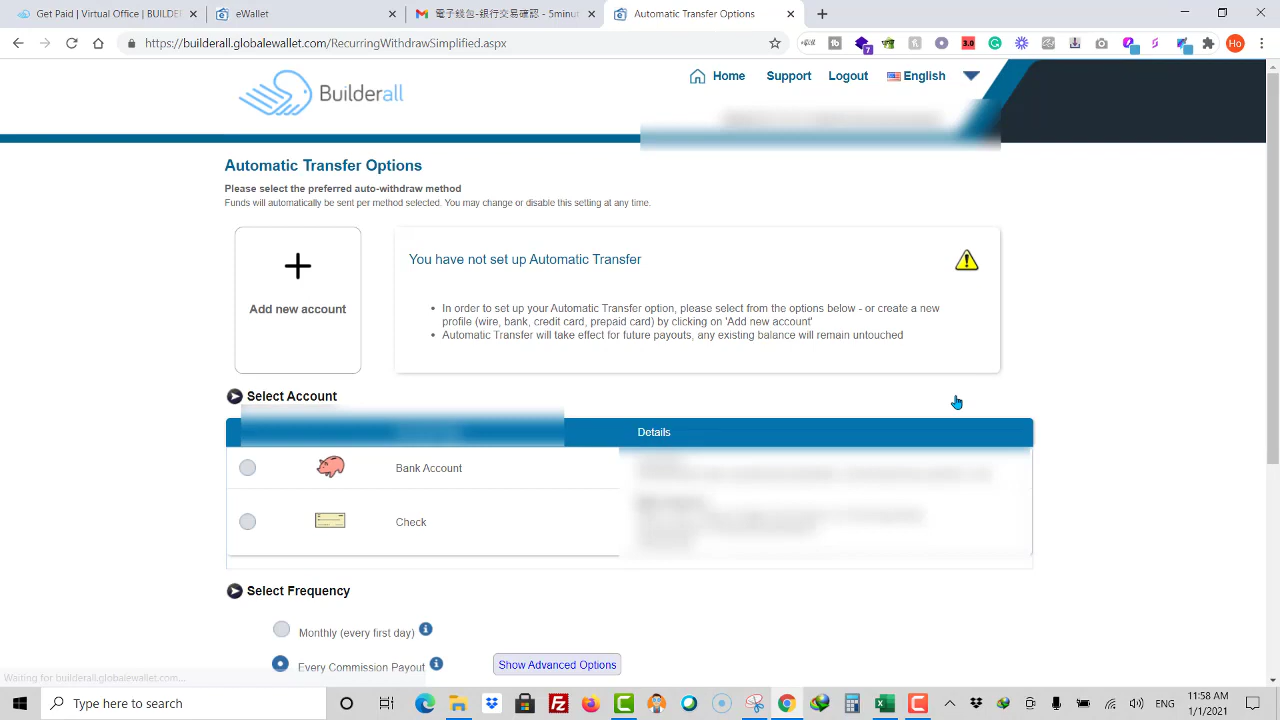 Get Paid | Virtual Office | BUILDER
eWallet
電子錢包-銀行交易確認 - 5minut
Automatic Transfer Options
https://builderall.globalewallet.com/RecurringWithdrawSimplified.aspx
7
3.0
Ho
Builderall
Home
Support
Logout
English
Automatic Transfer Options
Please select the preferred auto-withdraw method
Funds will automatically be sent per method selected. You may change or disable this setting at any time.
Add new account
You have not set up Automatic Transfer
In order to set up your Automatic Transfer option, please select from the options below - or create a new
profile (wire, bank, credit card, prepaid card) by clicking on 'Add new account'
Automatic Transfer will take effect for future payouts, any existing balance will remain untouched
Select Account
Details
Bank Account
Check
Select Frequency
Monthly (every first day)
Every Commission Payout
Show Advanced Options
Waiting for builderall.globalewallet.com...
Type here to search
ENG
11:58 AM
1/1/2021